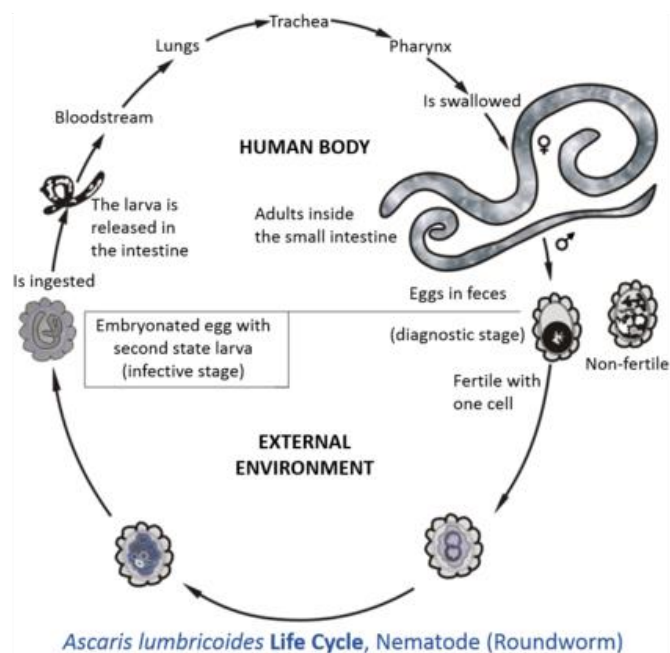 Trachea
Lungs
Pharynx
Is swallowed
Bloodstream
HUMAN BODY
♀
The larva is
released in
the intestine
Adults inside
the small intestine
♂
Is ingested
Eggs in feces
Embryonated egg with
second state larva
(infective stage)
(diagnostic stage)
Non-fertile
Fertile with
one cell
EXTERNAL
ENVIRONMENT
Ascaris lumbricoides Life Cycle, Nematode (Roundworm)